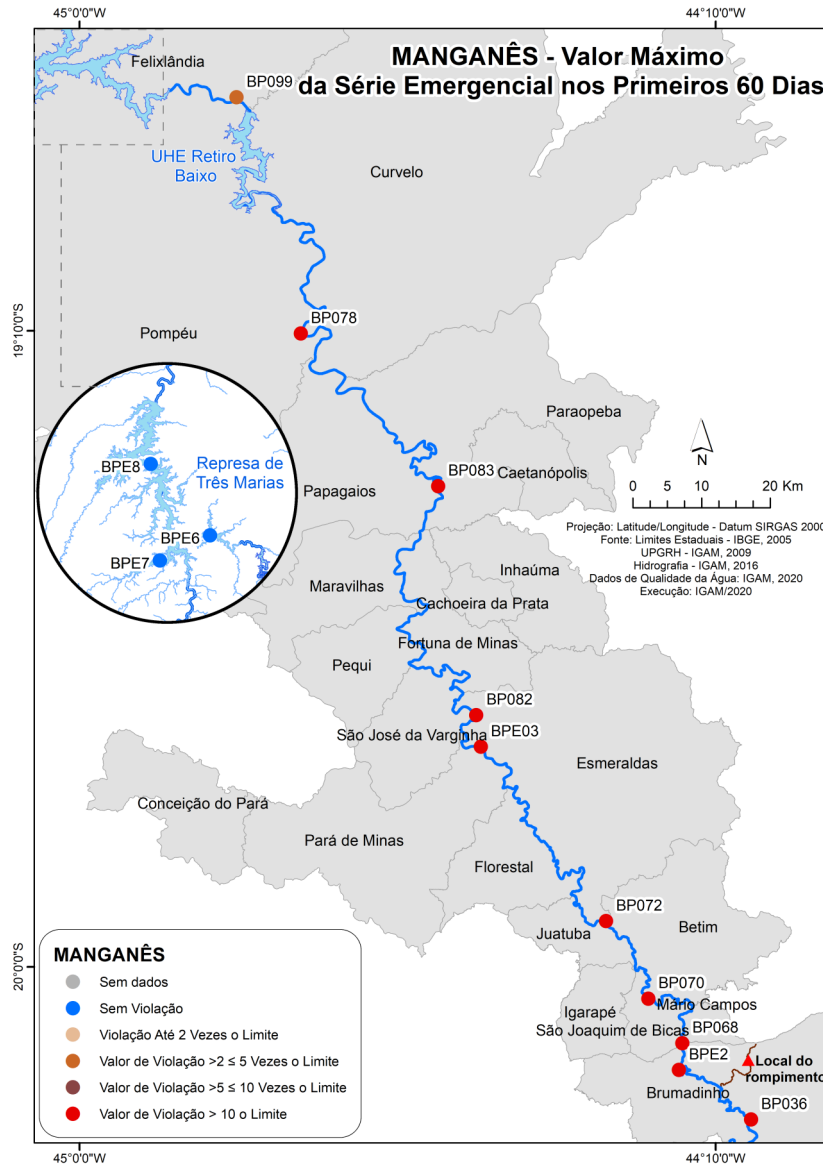 45°0'0"W
44°10'0"W
MANGANÊS - Valor Máximo
da Série Emergencial nos Primeiros 60 Dias
Felixlândia
BP099
UHE Retiro
Baixo
Curvelo
19°10'0"S
BP078
Pompéu
Paraopeba
BP083
Caetanópolis
Papagaios
N
0 5 10 20 Km
Projeção: Latitude/Longitude - Datum SIRGAS 2000
Fonte: Limites Estaduais - IBGE, 2005
UPGRH - IGAM, 2009
Hidrografia - IGAM, 2016
Dados de Qualidade da Água: IGAM, 2020
Execução: IGAM/2020
BPE8
Represa de
Três Marias
BPE6
BPE7
Inhaúma
Maravilhas
Cachoeira da Prata
Fortuna de Minas
Pequi
BP082
São José da Varginha
BPE03
Esmeraldas
Conceição do Pará
Pará de Minas
Florestal
BP072
Juatuba
Betim
20°0'0"S
BP070
Igarapé
Mário Campos
São Joaquim de Bicas
BP068
BPE2
Local do
rompimento
Brumadinho
BP036
MANGANÊS
Sem dados
Sem Violação
Violação Até 2 Vezes o Limite
Valor de Violação >2 ≤ 5 Vezes o Limite
Valor de Violação >5 ≤ 10 Vezes o Limite
Valor de Violação > 10 o Limite
45°0'0"W
44°10'0"W